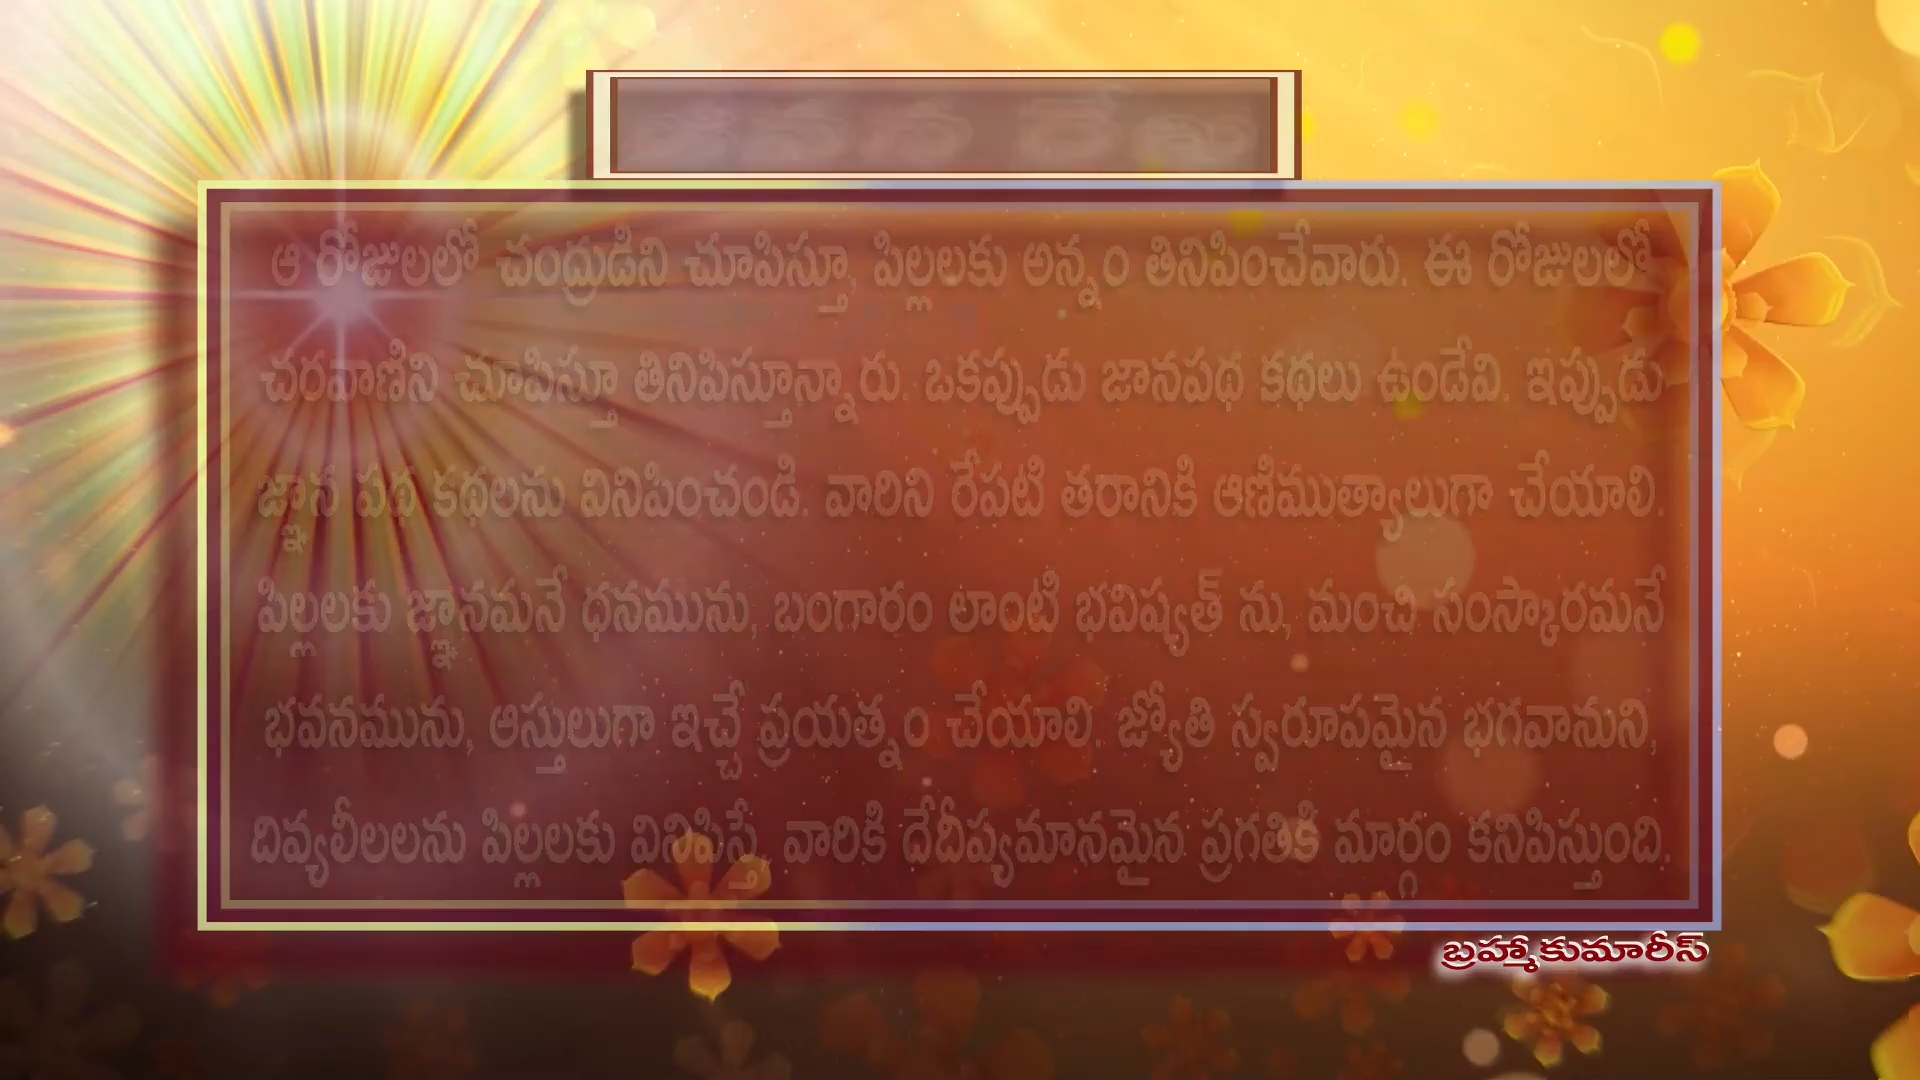 ఆ రోజులలో చంద్రుడిని చూపిస్తూ, పిల్లలకు అన్నం తినిపించేవారు. ఈ రోజులలో
చరవాణిని చూపిస్తూ తినిపిస్తూన్నారు. ఒకప్పుడు జానపథ కథలు ఉండేవి. ఇప్పుడు
జ్ఞాన పథ కథలను వినిపించండి. వారిని రేపటి తరానికి ఆణిముత్యాలుగా చేయాలి.
పిల్లలకు జ్ఞానమనే ధనమును, బంగారం లాంటి భవిష్యత్ ను, మంచి సంస్కారమనే
భవనమును, ఆస్తులుగా ఇచ్చే ప్రయత్నం చేయాలి. జ్యోతి స్వరూపమైన భగవానుని,
దివ్యలీలలను పిల్లలకు వినిపిస్తే, వారికి దేదీప్యమానమైన ప్రగతికి మార్గం కనిపిస్తుంది.
బ్రహ్మాకుమారీస్